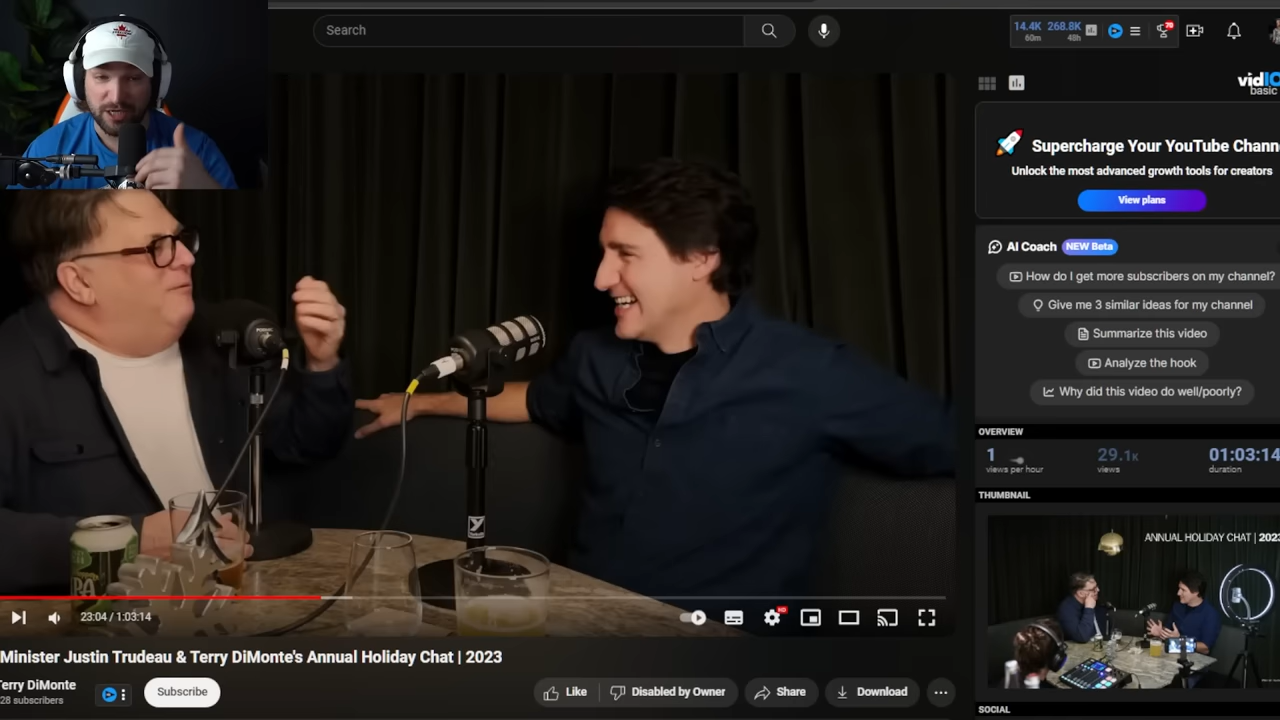 Search
14.4K 268.8K
60m 48h
70
vidIQ
basic
Supercharge Your YouTube Chann
Unlock the most advanced growth tools for creators
View plans
AI Coach NEW Beta
How do I get more subscribers on my channel?
Give me 3 similar ideas for my channel
Summarize this video
Analyze the hook
Why did this video do well/poorly?
OVERVIEW
1 29.1K 01:03:14
views per hour views duration
THUMBNAIL
ANNUAL HOLIDAY CHAT | 2023
SOCIAL
PA
23:04 / 1:03:14
HD
Minister Justin Trudeau & Terry DiMonte's Annual Holiday Chat | 2023
Terry DiMonte
28 subscribers
Subscribe
Like
Disabled by Owner
Share
Download